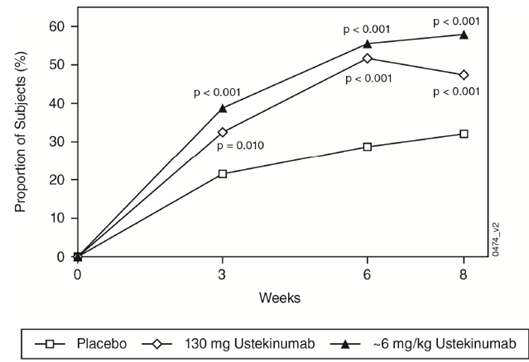 Proportion of Subjects (%)
60
50
40
30
20
10
0
p < 0.001
p = 0.010
p < 0.001
p < 0.001
p < 0.001
p < 0.001
0 3 6 8
Weeks
0474_v2
Placebo 130 mg Ustekinumab ~6 mg/kg Ustekinumab